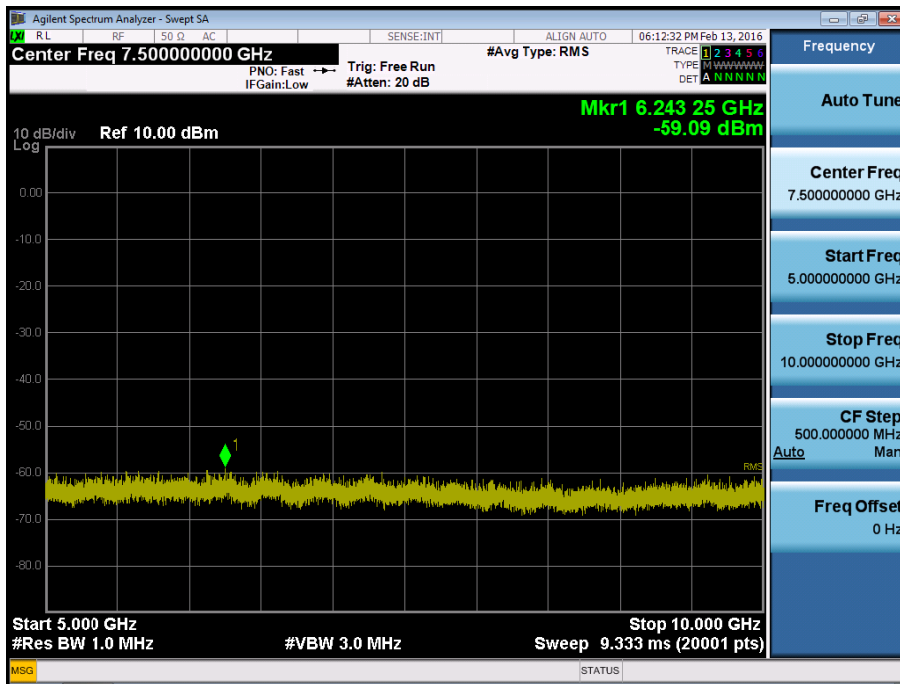 Agilent Spectrum Analyzer - Swept SA
LXI RL RF 50 Ω AC SENSE:INT ALIGN AUTO 06:12:32 PM Feb 13, 2016
Center Freq 7.500000000 GHz
PNO: Fast
IFGain:Low
Trig: Free Run
#Atten: 20 dB
#Avg Type: RMS
TRACE 1 2 3 4 5 6
TYPE M WWWWW
DET A N N N N N
Mkr1 6.243 25 GHz
-59.09 dBm
10 dB/div Ref 10.00 dBm
Log
0.00
-10.0
-20.0
-30.0
-40.0
-50.0
1
-60.0
RMS
-70.0
-80.0
Start 5.000 GHz Stop 10.000 GHz
#Res BW 1.0 MHz #VBW 3.0 MHz Sweep 9.333 ms (20001 pts)
MSG STATUS
Frequency
Auto Tune
Center Freq
7.500000000 GHz
Start Freq
5.000000000 GHz
Stop Freq
10.000000000 GHz
CF Step
500.000000 MHz
Auto Man
Freq Offset
0 Hz